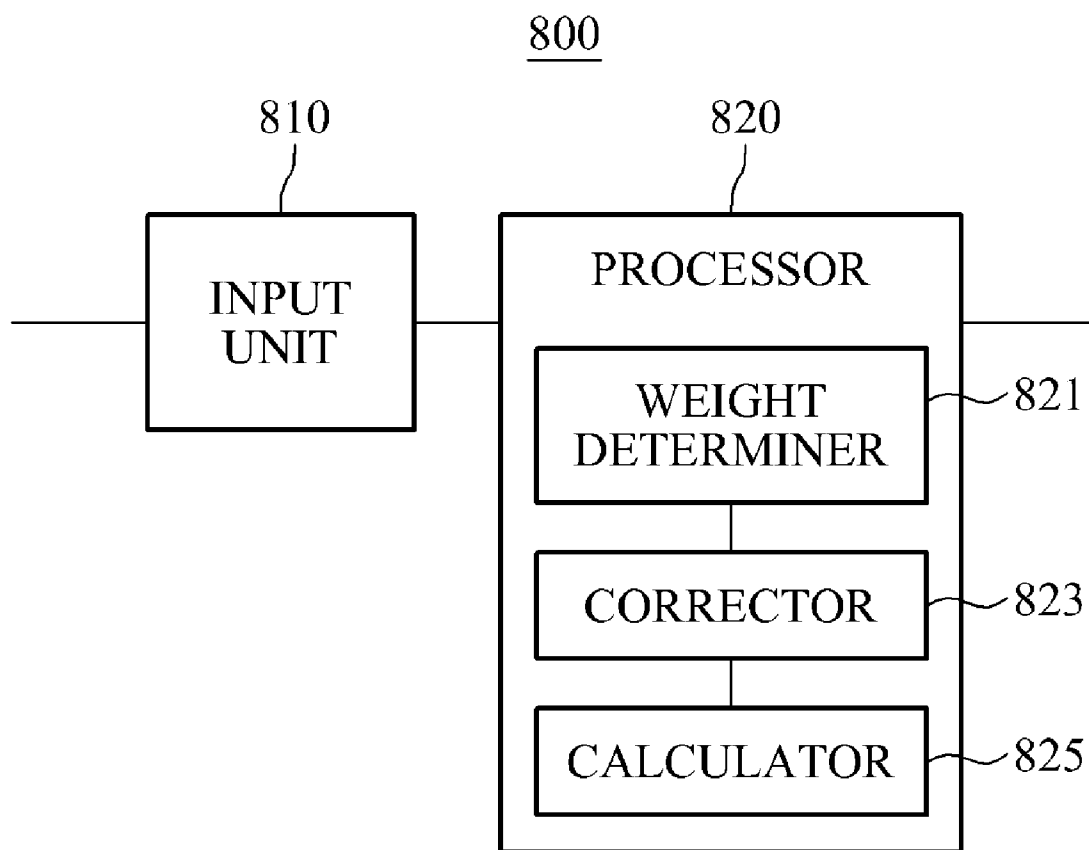 800
810
820
INPUT
UNIT
PROCESSOR
WEIGHT
DETERMINER
821
CORRECTOR
823
CALCULATOR
825